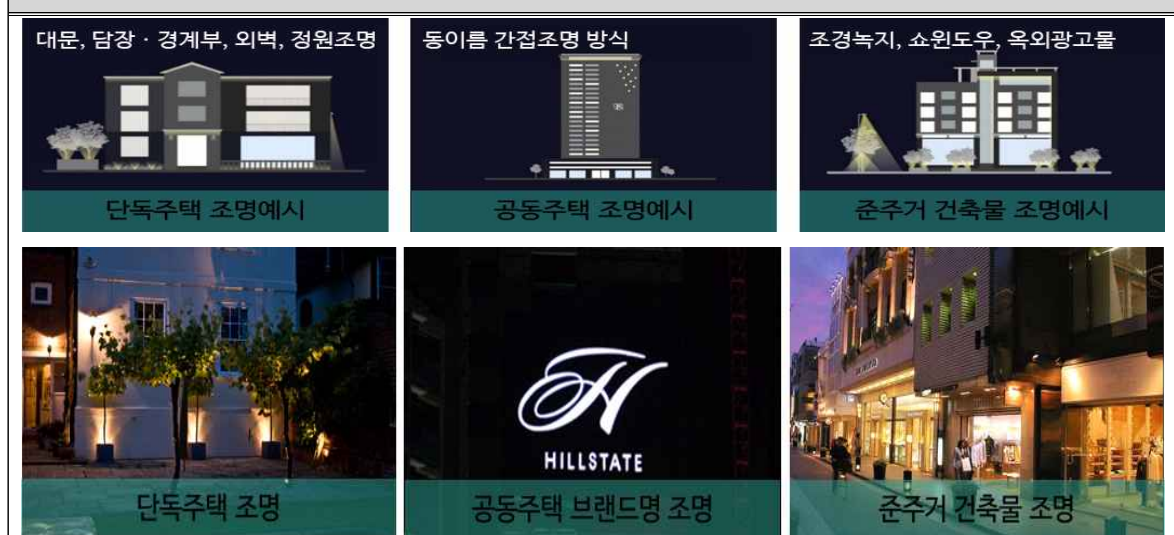 대문, 담장 · 경계부, 외벽, 정원조명
동이름 간접조명 방식
조경녹지, 쇼윈도우, 옥외광고물
단독주택 조명예시
공동주택 조명예시
준주거 건축물 조명예시
H
HILLSTATE
단독주택 조명
공동주택 브랜드명 조명
준주거 건축물 조명